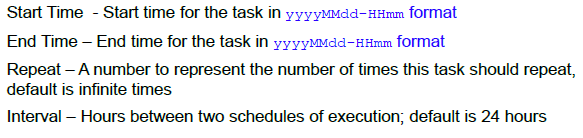 Start Time  - Start time for the task in yyyyMMdd-HHmm format
End Time – End time for the task in yyyyMMdd-HHmm format
Repeat – A number to represent the number of times this task should repeat,
default is infinite times
Interval – Hours between two schedules of execution; default is 24 hours